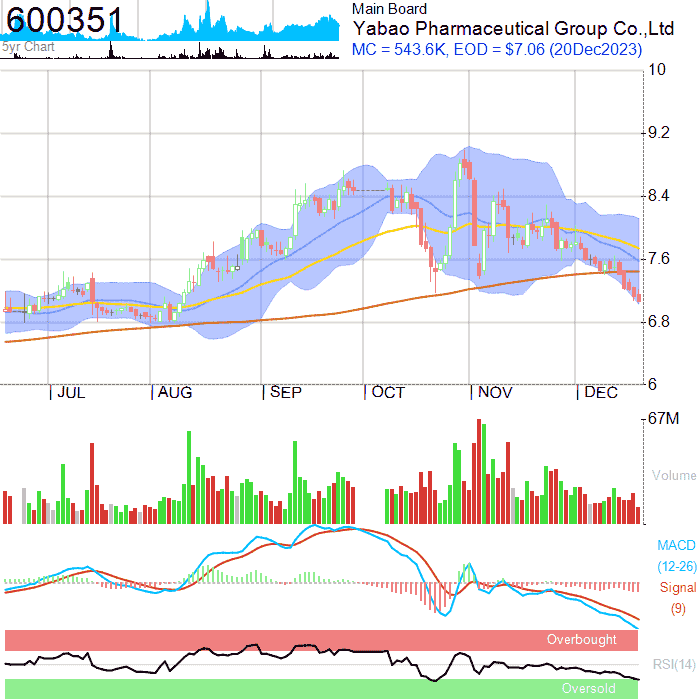 600351
5yr Chart
Main Board
Yabao Pharmaceutical Group Co.,Ltd
MC = 543.6K, EOD = $7.06 (20Dec2023)
10
9.2
8.4
7.6
6.8
6
JUL AUG SEP OCT NOV DEC
67M
Volume
MACD
(12-26)
Signal
(9)
Overbought
RSI(14)
Oversold